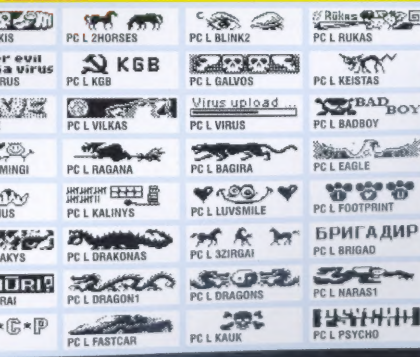 KIS PC L 2HORSES PC L BLINK2 PC L RUKAS
Rūkas
er evil
a virus KGB
RUS PC L KGB PC L GALVOS PC L KEISTAS
Virus upload BAD BOY
PC L VILKAS PC L VIRUS PC L BADBOY
MINGI PC L RAGANA PC L BAGIRA PC L EAGLE
US PC L KALINYS PC L LUVSMILE PC L FOOTPRINT
БРИГАДИР
AKYS PC L DRAKONAS PC L 3ZIRGAI PC L BRIGAD
RAI PC L DRAGON1 PC L DRAGONS PC L NARAS1
*C*P
PC L FASTCAR PC L KAUK PC L PSYCHO